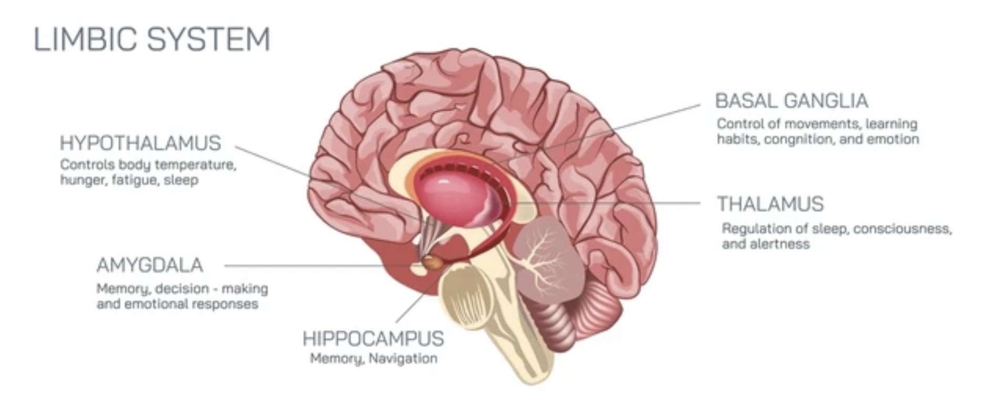 LIMBIC SYSTEM
HYPOTHALAMUS
Controls body temperature,
hunger, fatigue, sleep
AMYGDALA
Memory, decision - making
and emotional responses
HIPPOCAMPUS
Memory, Navigation
BASAL GANGLIA
Control of movements, learning
habits, congnition, and emotion
THALAMUS
Regulation of sleep, consciousness,
and alertness